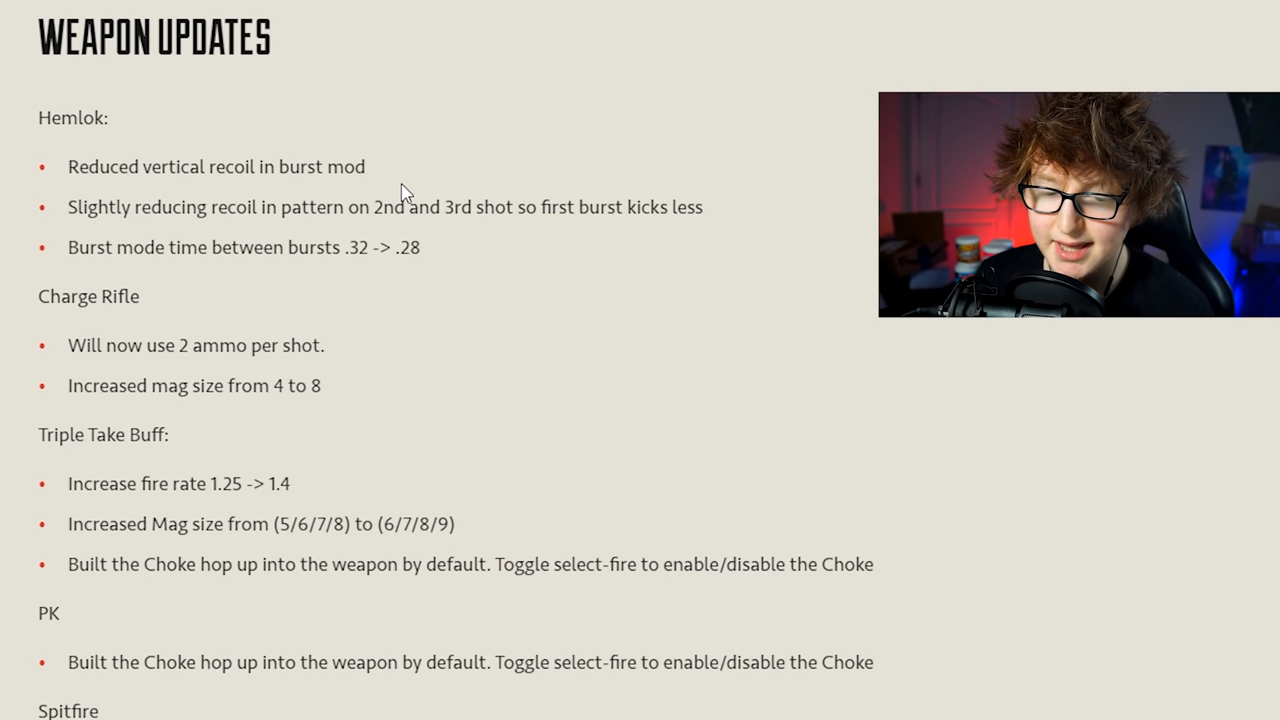 WEAPON UPDATES
Hemlok:
• Reduced vertical recoil in burst mod
• Slightly reducing recoil in pattern on 2nd and 3rd shot so first burst kicks less
• Burst mode time between bursts .32 -> .28
Charge Rifle
• Will now use 2 ammo per shot.
• Increased mag size from 4 to 8
Triple Take Buff:
• Increase fire rate 1.25 -> 1.4
• Increased Mag size from (5/6/7/8) to (6/7/8/9)
• Built the Choke hop up into the weapon by default. Toggle select-fire to enable/disable the Choke
PK
• Built the Choke hop up into the weapon by default. Toggle select-fire to enable/disable the Choke
Spitfire